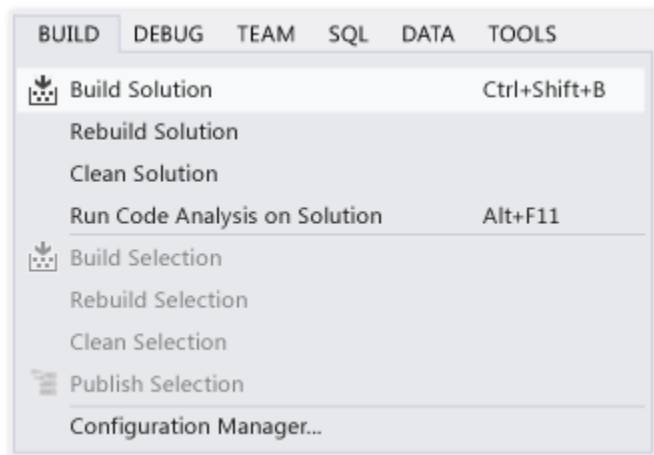 BUILD DEBUG TEAM SQL DATA TOOLS
Build Solution Ctrl+Shift+B
Rebuild Solution
Clean Solution
Run Code Analysis on Solution Alt+F11
Build Selection
Rebuild Selection
Clean Selection
Publish Selection
Configuration Manager...